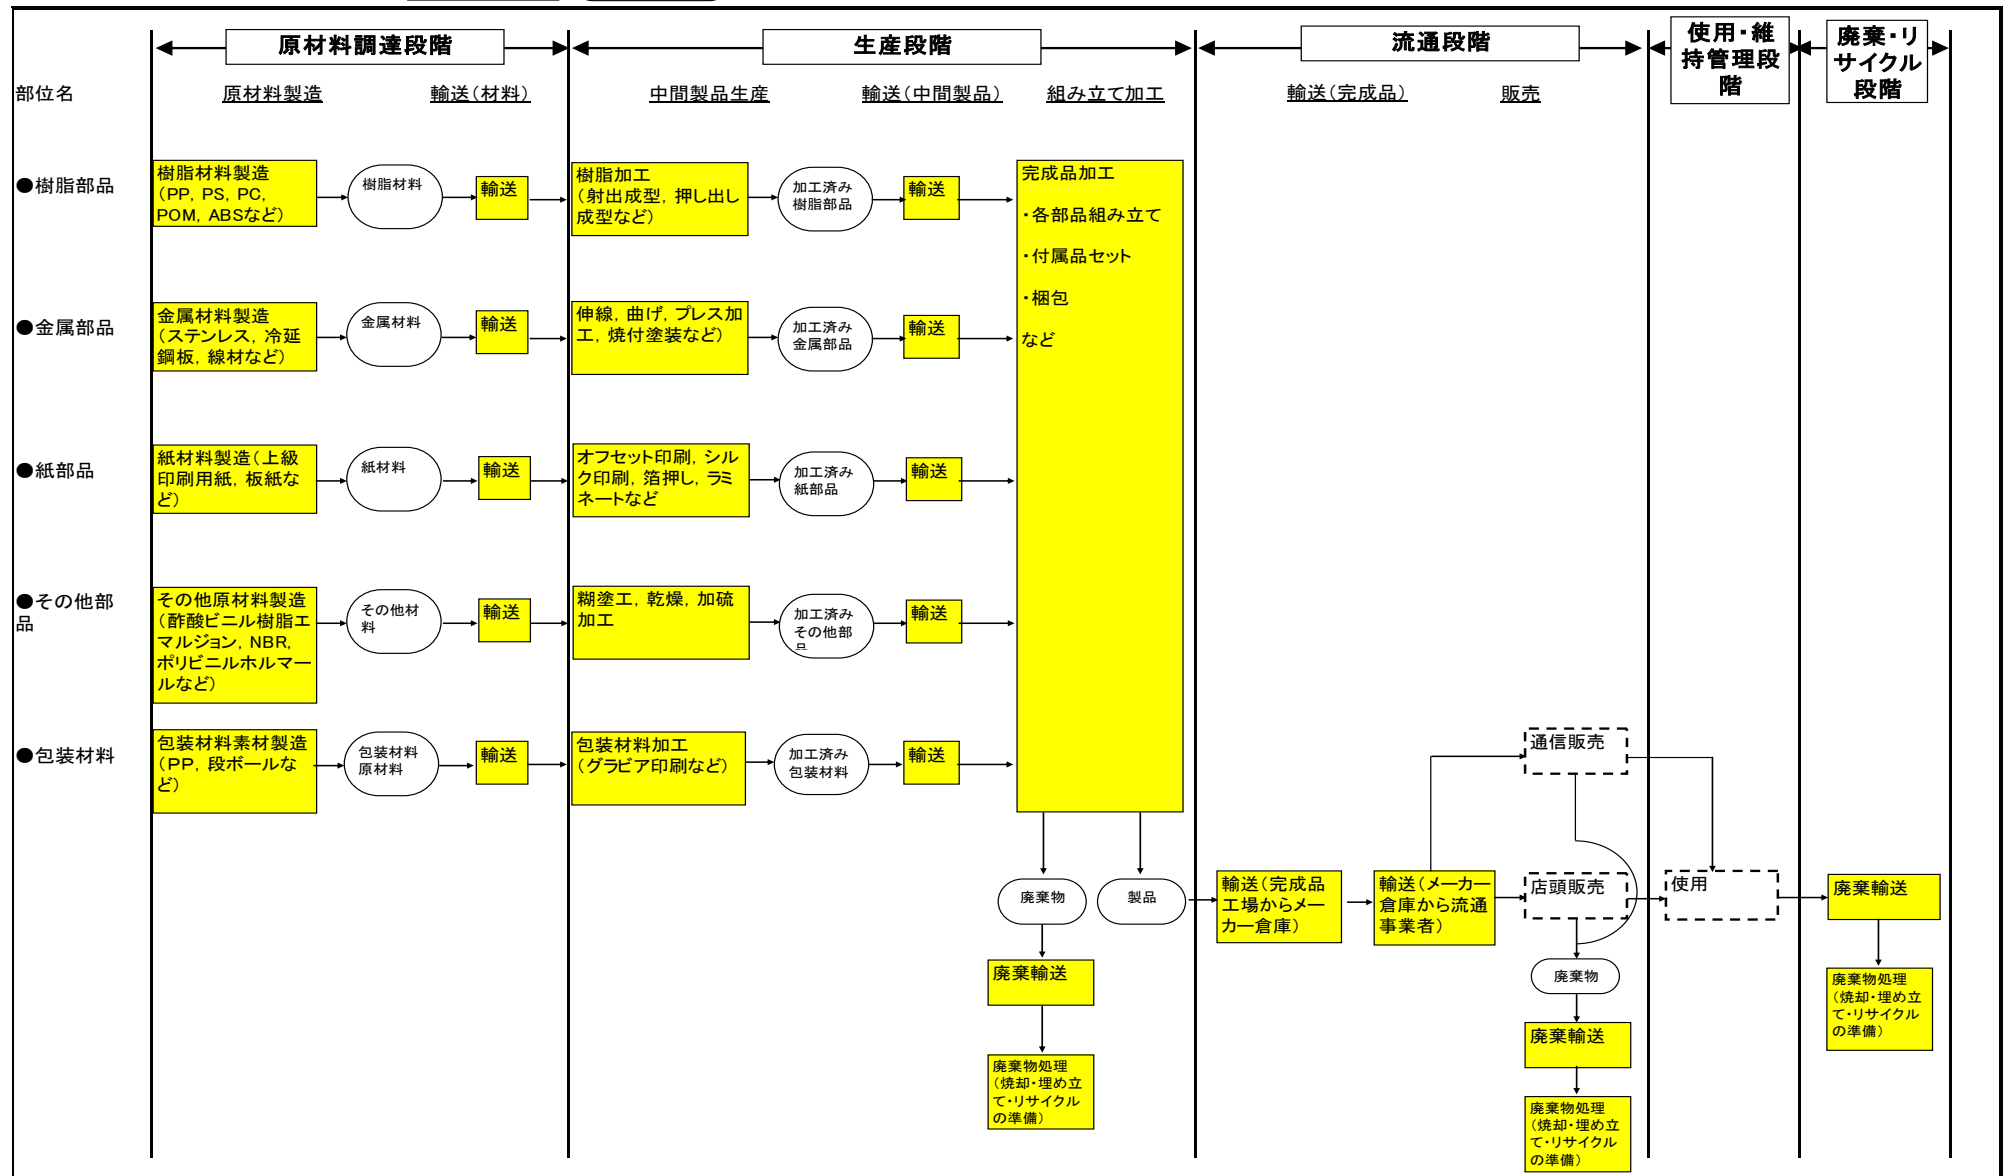 原材料調達段階
生産段階
流通段階
使用・維
持管理段
階
廃棄・リ
サイクル
段階
部位名
原材料製造
輸送(材料)
中間製品生産
輸送(中間製品)
組み立て加工
輸送(完成品)
販売
●樹脂部品
樹脂材料製造
(PP, PS, PC,
POM, ABSなど)
樹脂材料
輸送
樹脂加工
(射出成型, 押し出し
成型など)
加工済み
樹脂部品
輸送
完成品加工
・各部品組み立て
・付属品セット
・梱包
など
●金属部品
金属材料製造
(ステンレス, 冷延
鋼板, 線材など)
金属材料
輸送
伸線, 曲げ, プレス加
工, 焼付塗装など)
加工済み
金属部品
輸送
●紙部品
紙材料製造(上級
印刷用紙, 板紙な
ど)
紙材料
輸送
オフセット印刷, シル
ク印刷, 箔押し, ラミ
ネートなど
加工済み
紙部品
輸送
●その他部
品
その他原材料製造
(酢酸ビニル樹脂エ
マルジョン, NBR,
ポリビニルホルマー
ルなど)
その他材
料
輸送
糊塗工, 乾燥, 加硫
加工
加工済み
その他部
品
輸送
●包装材料
包装材料素材製造
(PP, 段ボールな
ど)
包装材料
原材料
輸送
包装材料加工
(グラビア印刷など)
加工済み
包装材料
輸送
通信販売
廃棄物
製品
輸送(完成品
工場からメー
カー倉庫)
輸送(メーカー
倉庫から流通
事業者)
店頭販売
使用
廃棄輸送
廃棄輸送
廃棄物処理
(焼却・埋め立
て・リサイクル
の準備)
廃棄物
廃棄輸送
廃棄物処理
(焼却・埋め立
て・リサイクル
の準備)
廃棄物処理
(焼却・埋め立
て・リサイクル
の準備)